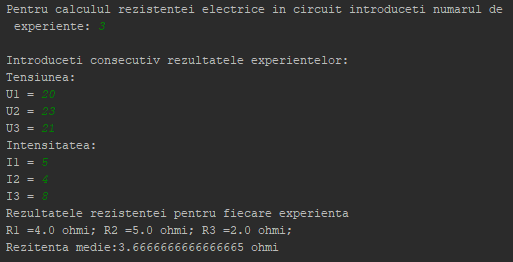 Pentru calculul rezistentei electrice in circuit introduceti numarul de
experiente: 3
Introduceti consecutiv rezultatele experientelor:
Tensiunea:
U1 = 20
U2 = 23
U3 = 21
Intensitatea:
I1 = 5
I2 = 4
I3 = 8
Rezultatele rezistentei pentru fiecare experienta
R1 =4.0 ohmi; R2 =5.0 ohmi; R3 =2.0 ohmi;
Rezitenta medie:3.6666666666666665 ohmi